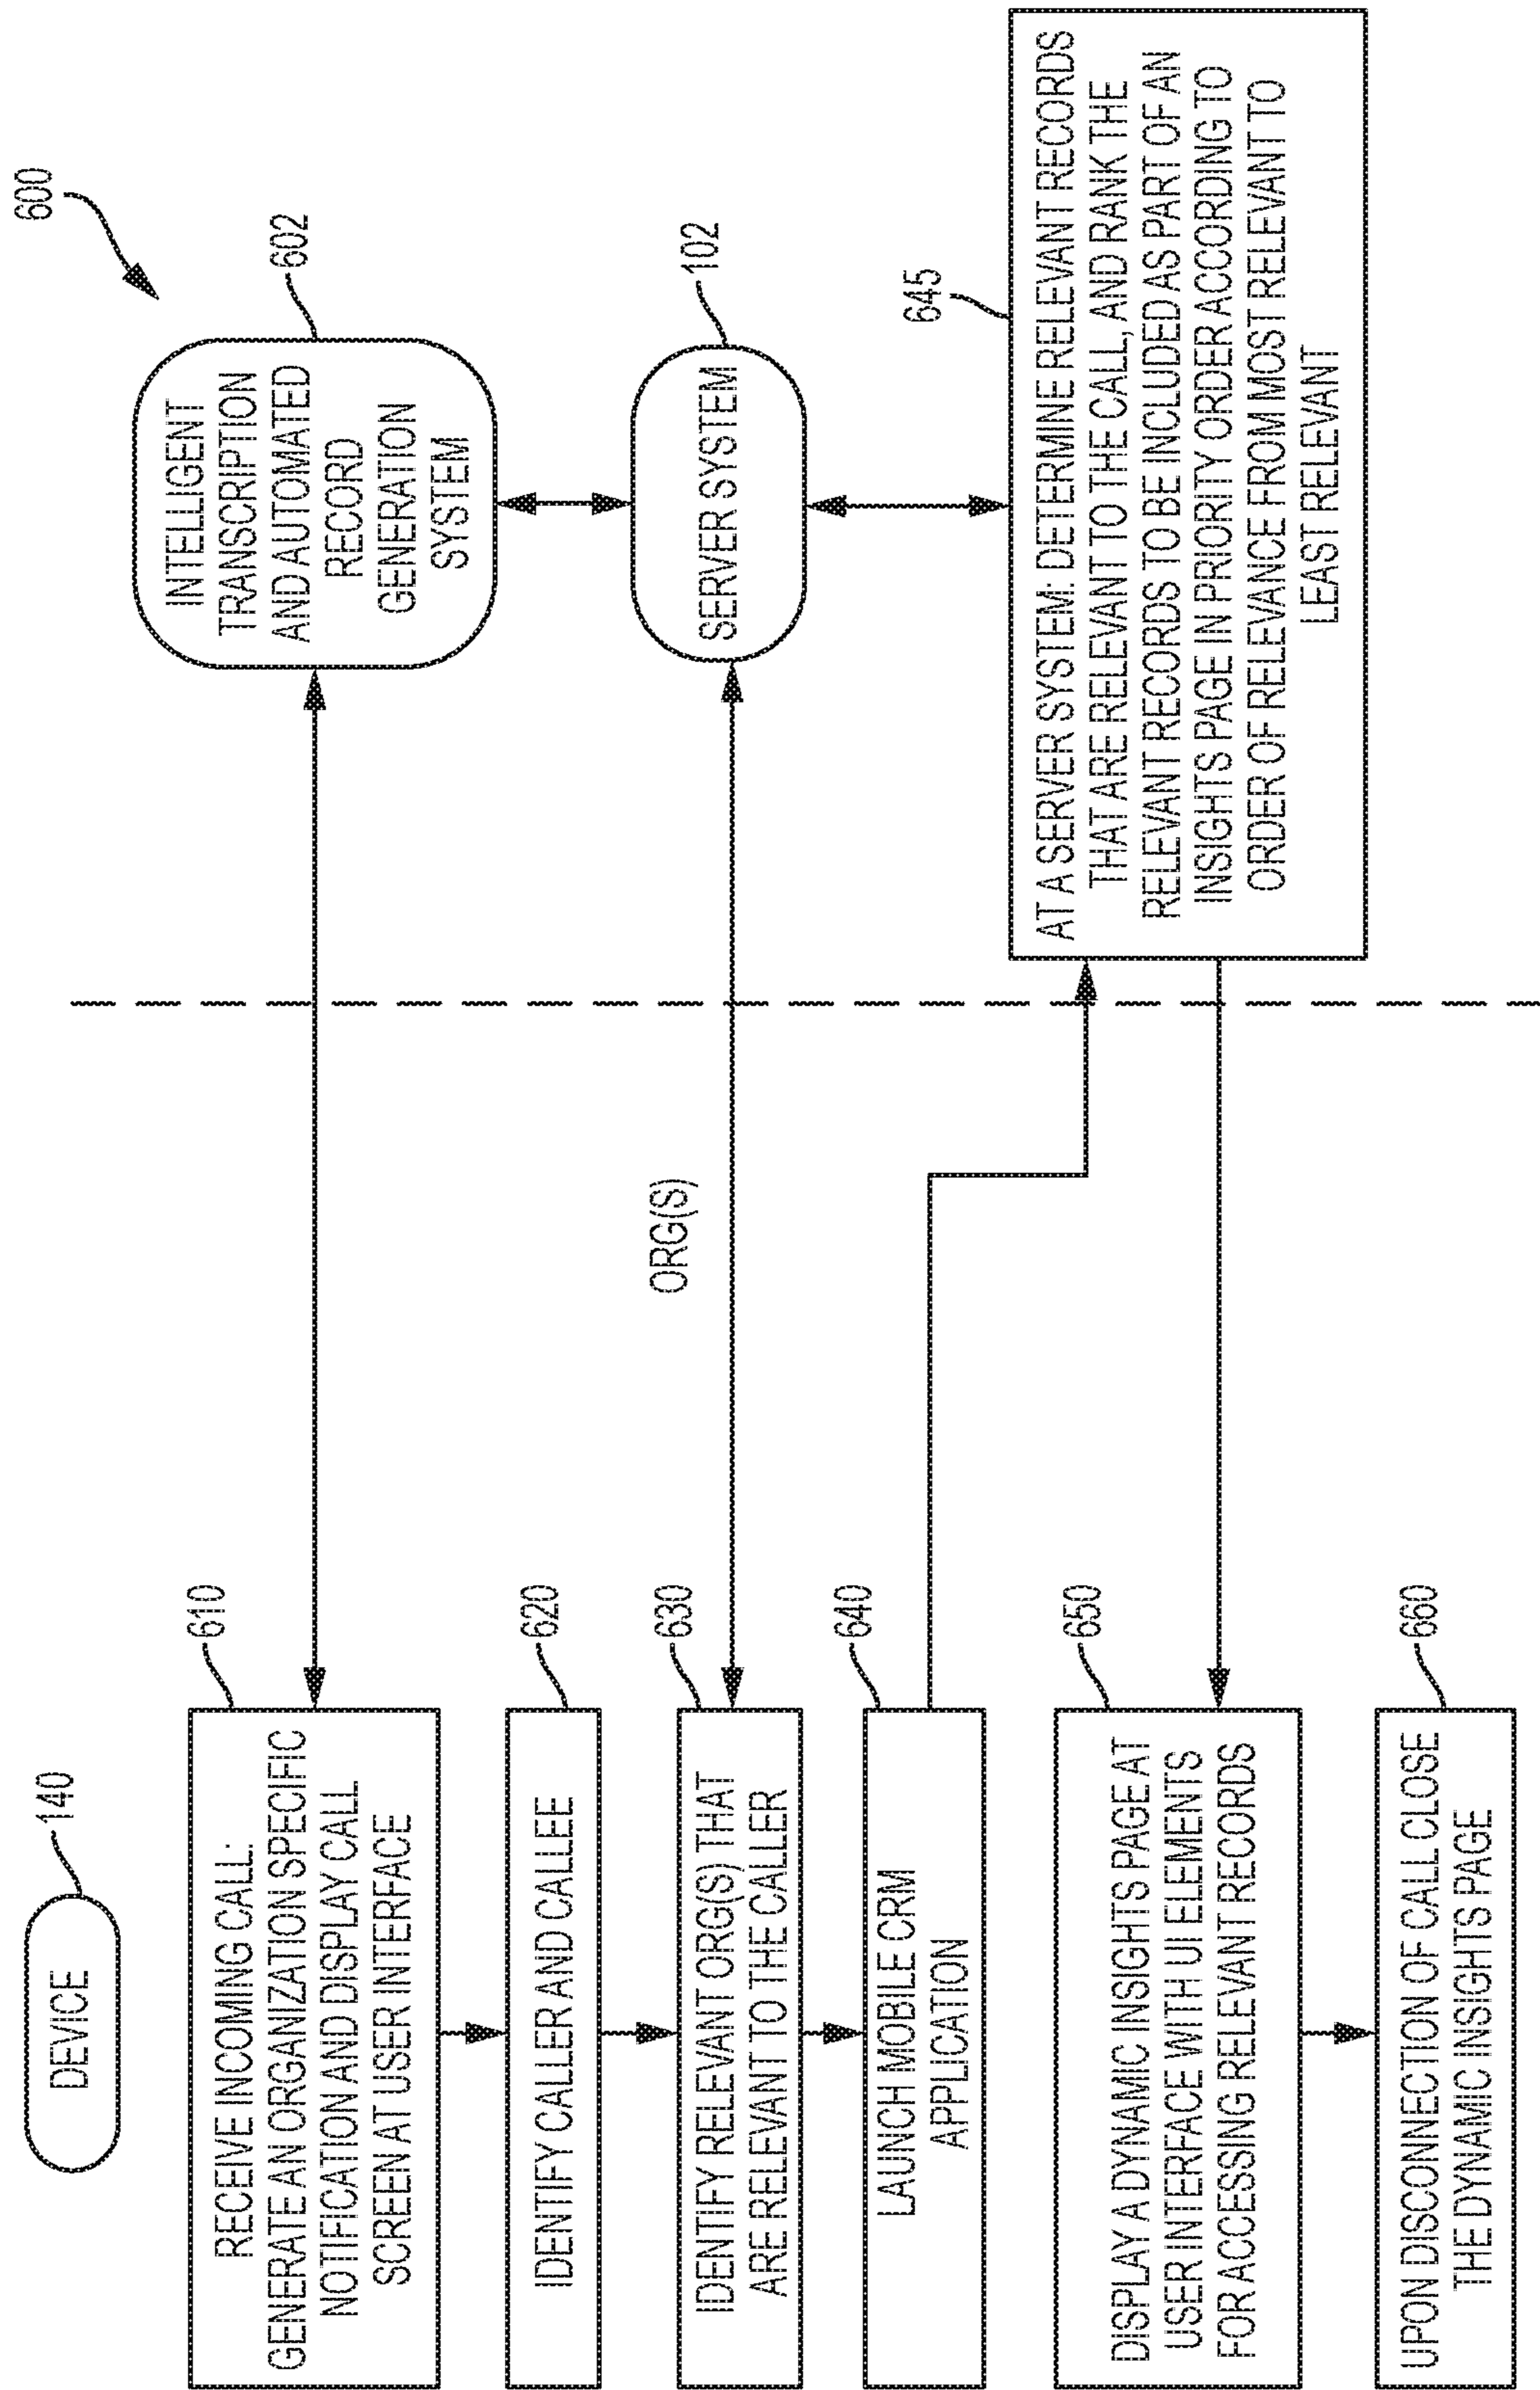 600
DEVICE
140
RECEIVE INCOMING CALL:
GENERATE AN ORGANIZATION SPECIFIC
NOTIFICATION AND DISPLAY CALL
SCREEN AT USER INTERFACE
610
INTELLIGENT
TRANSCRIPTION
AND AUTOMATED
RECORD
GENERATION
SYSTEM
602
IDENTIFY CALLER AND CALLEE
620
IDENTIFY RELEVANT ORG(S) THAT
ARE RELEVANT TO THE CALLER
630
ORG(S)
SERVER SYSTEM
102
LAUNCH MOBILE CRM
APPLICATION
640
AT A SERVER SYSTEM: DETERMINE RELEVANT RECORDS
THAT ARE RELEVANT TO THE CALL, AND RANK THE
RELEVANT RECORDS TO BE INCLUDED AS PART OF AN
INSIGHTS PAGE IN PRIORITY ORDER ACCORDING TO
ORDER OF RELEVANCE FROM MOST RELEVANT TO
LEAST RELEVANT
645
DISPLAY A DYNAMIC INSIGHTS PAGE AT
USER INTERFACE WITH UI ELEMENTS
FOR ACCESSING RELEVANT RECORDS
650
UPON DISCONNECTION OF CALL CLOSE
THE DYNAMIC INSIGHTS PAGE
660